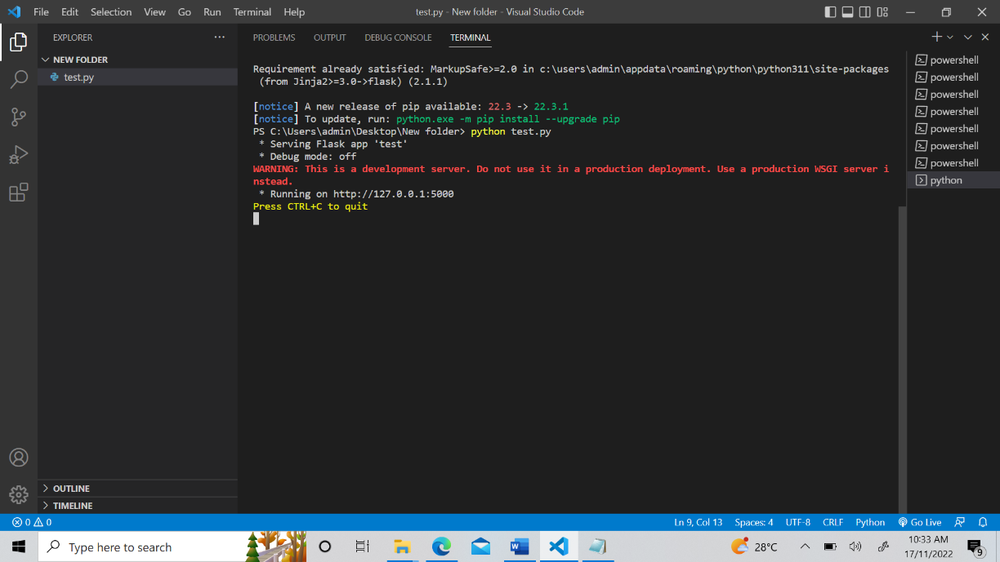 File Edit Selection View Go Run Terminal Help
test.py - New folder - Visual Studio Code
EXPLORER
NEW FOLDER
test.py
OUTLINE
TIMELINE
PROBLEMS OUTPUT DEBUG CONSOLE TERMINAL
Requirement already satisfied: MarkupSafe>=2.0 in c:\users\admin\appdata\roaming\python\python311\site-packages
(from Jinja2>=3.0->flask) (2.1.1)
[notice] A new release of pip available: 22.3 -> 22.3.1
[notice] To update, run: python.exe -m pip install --upgrade pip
PS C:\Users\admin\Desktop\New folder> python test.py
* Serving Flask app 'test'
* Debug mode: off
WARNING: This is a development server. Do not use it in a production deployment. Use a production WSGI server i
nstead.
* Running on http://127.0.0.1:5000
Press CTRL+C to quit
powershell
powershell
powershell
powershell
powershell
powershell
powershell
python
0 0
Ln 9, Col 13 Spaces: 4 UTF-8 CRLF Python Go Live
Type here to search
28°C
10:33 AM
17/11/2022
9